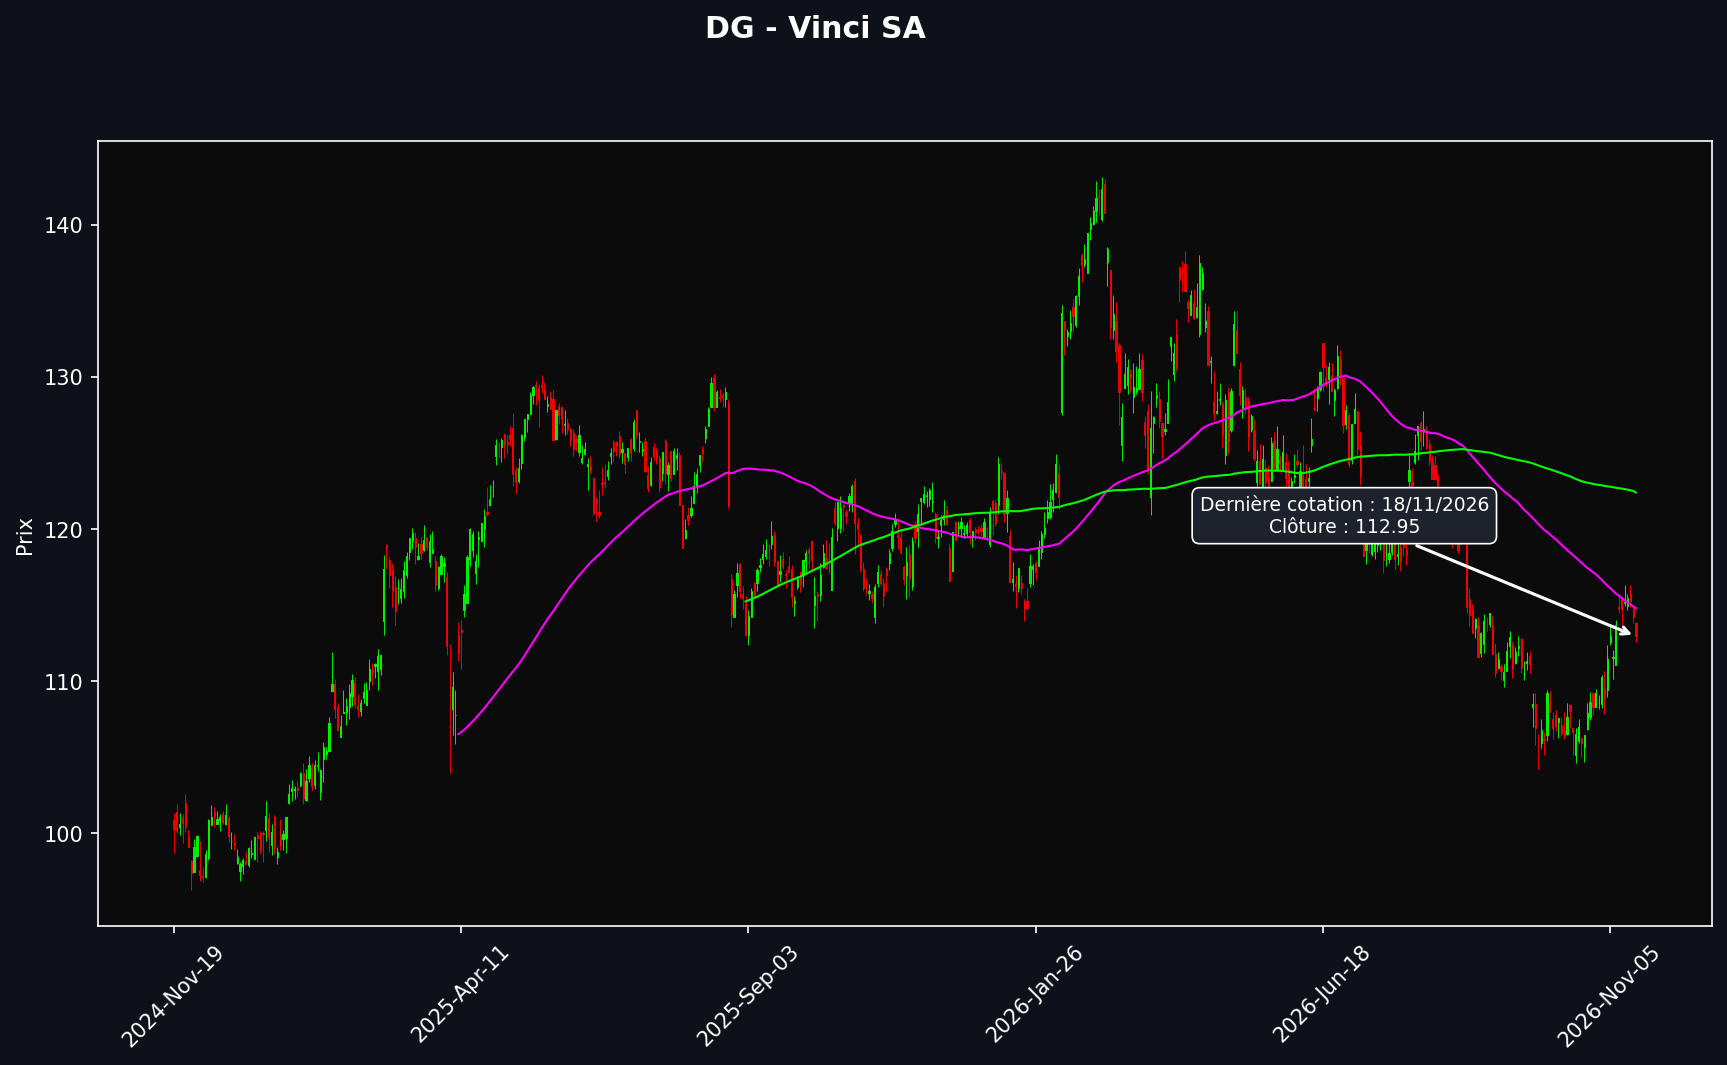 DG - Vinci SA
140
130
120
110
100
Prix
Dernière cotation : 18/11/2026
Clôture : 112.95
2024-Nov-19
2025-Apr-11
2025-Sep-03
2026-Jan-26
2026-Jun-18
2026-Nov-05